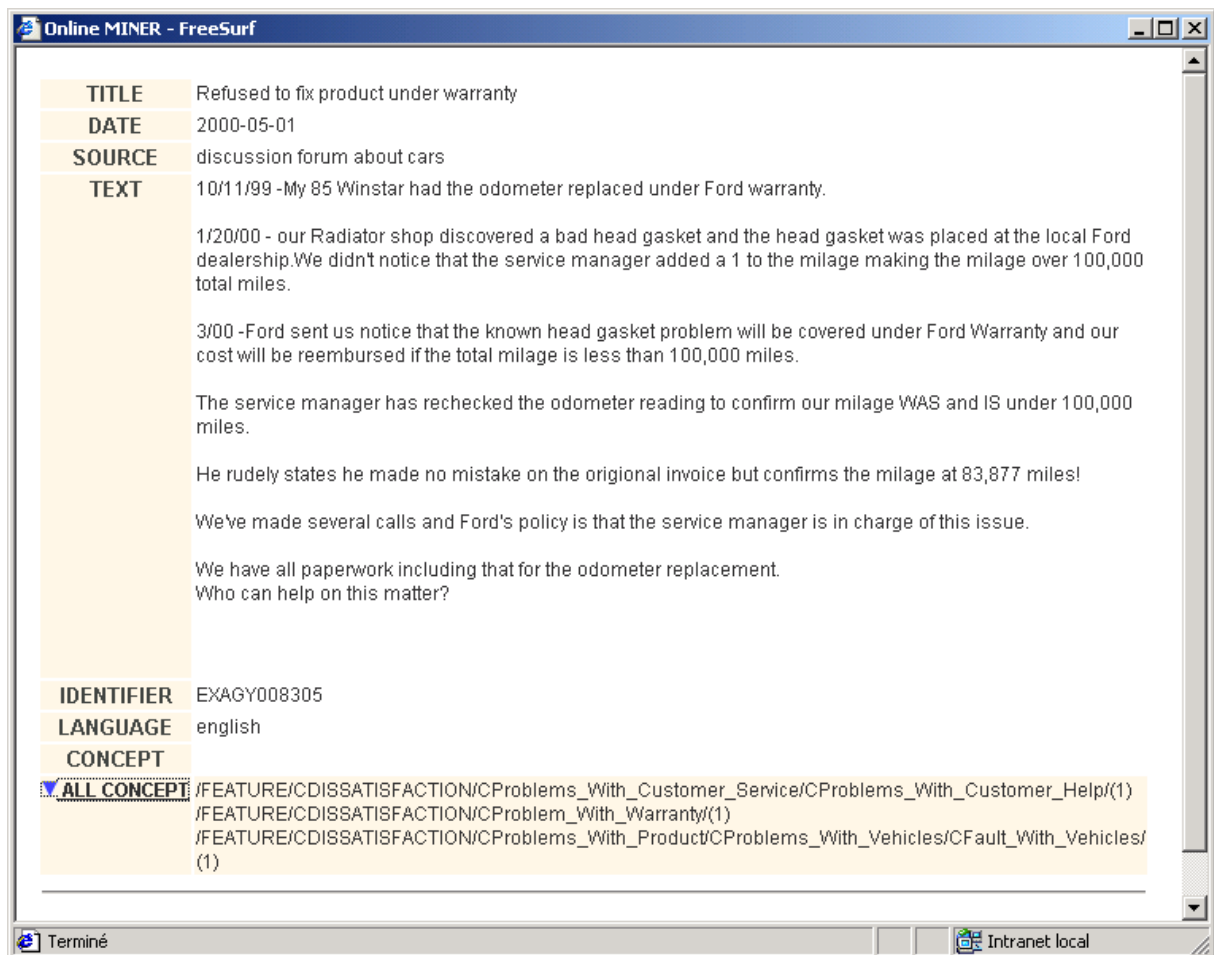 Online MINER - FreeSurf
TITLE Refused to fix product under warranty
DATE 2000-05-01
SOURCE discussion forum about cars
TEXT 10/11/99 -My 85 Winstar had the odometer replaced under Ford warranty.
1/20/00 - our Radiator shop discovered a bad head gasket and the head gasket was placed at the local Ford
dealership.We didn't notice that the service manager added a 1 to the milage making the milage over 100,000
total miles.
3/00 -Ford sent us notice that the known head gasket problem will be covered under Ford Warranty and our
cost will be reembursed if the total milage is less than 100,000 miles.
The service manager has rechecked the odometer reading to confirm our milage WAS and IS under 100,000
miles.
He rudely states he made no mistake on the origional invoice but confirms the milage at 83,877 miles!
We've made several calls and Ford's policy is that the service manager is in charge of this issue.
We have all paperwork including that for the odometer replacement.
Who can help on this matter?
IDENTIFIER EXAGY008305
LANGUAGE english
CONCEPT
ALL CONCEPT /FEATURE/CDISSATISFACTION/CProblems_With_Customer_Service/CProblems_With_Customer_Help/(1)
/FEATURE/CDISSATISFACTION/CProblem_With_Warranty/(1)
/FEATURE/CDISSATISFACTION/CProblems_With_Product/CProblems_With_Vehicles/CFault_With_Vehicles/
(1)
Terminé Intranet local